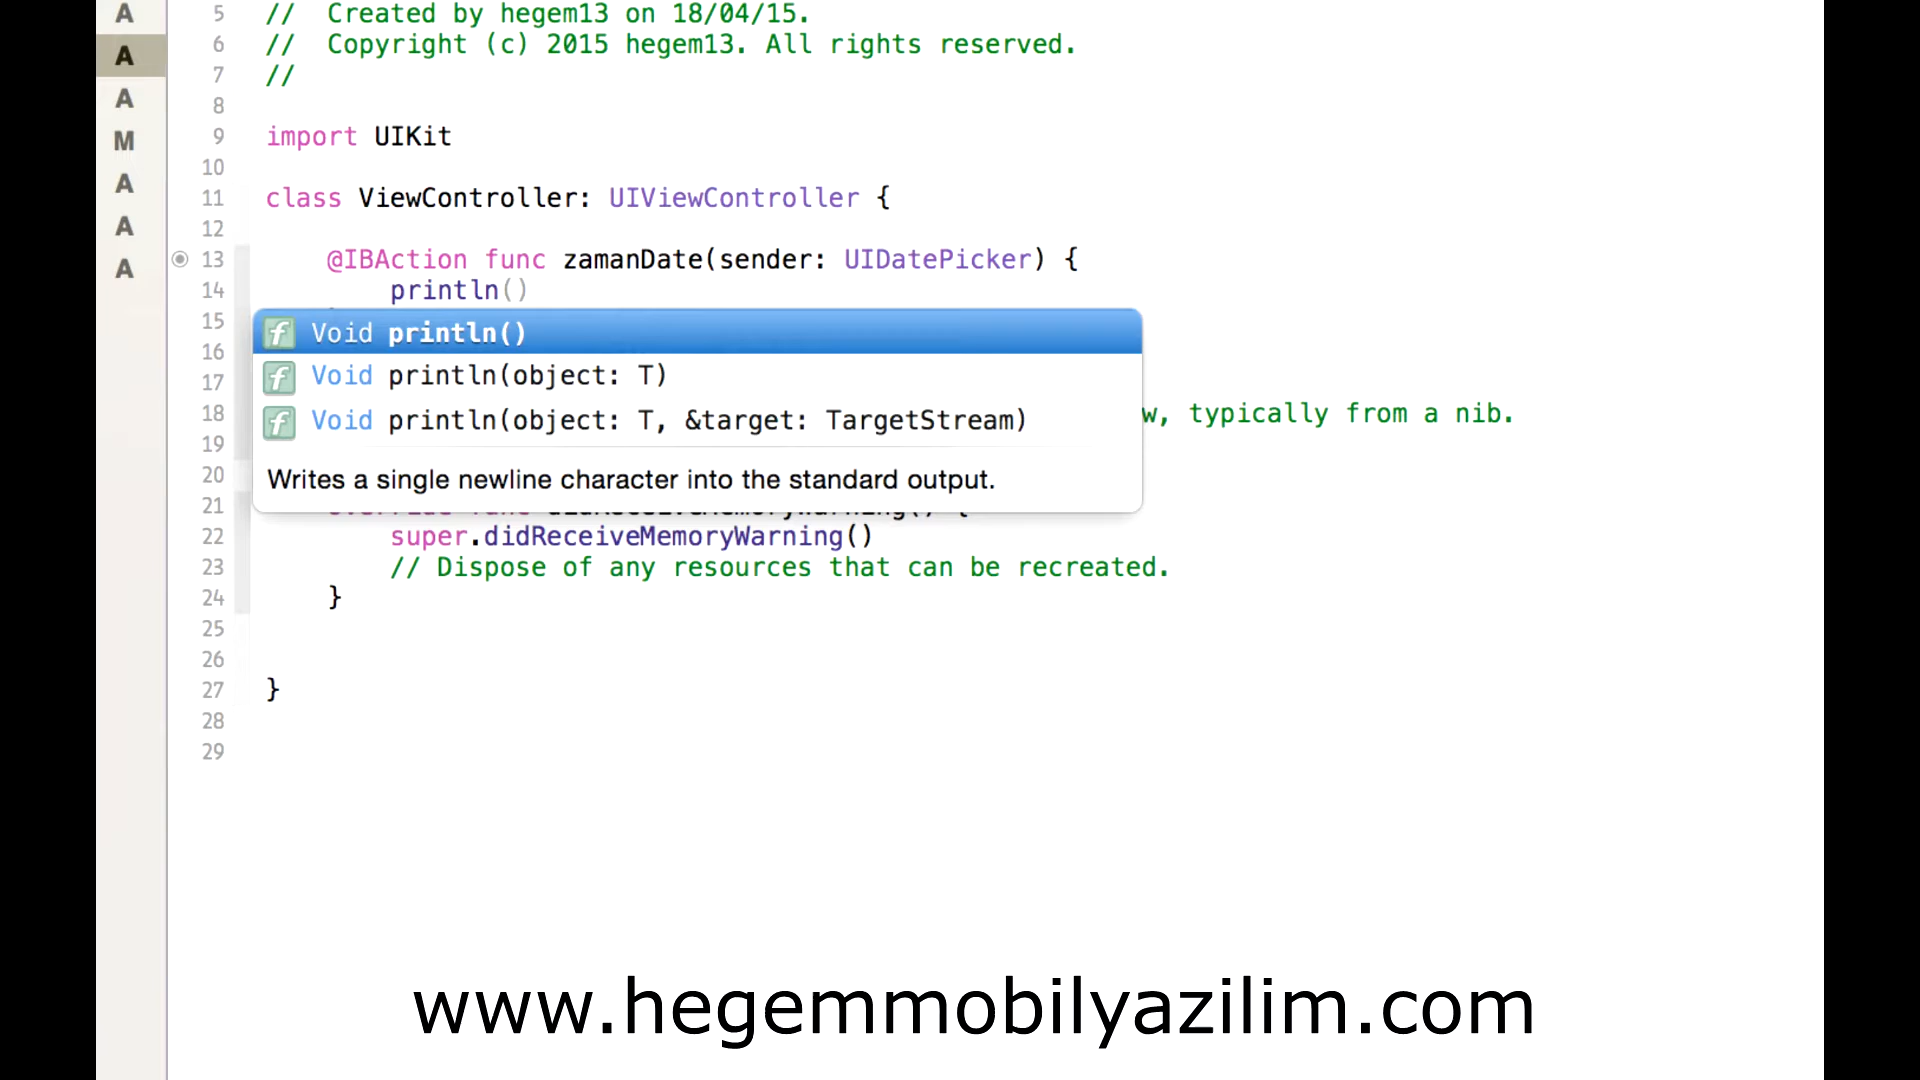 A
A
A
M
A
A
A
5 // Created by hegem13 on 18/04/15.
6 // Copyright (c) 2015 hegem13. All rights reserved.
7 //
8
9 import UIKit
10
11 class ViewController: UIViewController {
12
13 @IBAction func zamanDate(sender: UIDatePicker) {
14 println()
15
f Void println()
16
17 f Void println(object: T)
18 w, typically from a nib.
f Void println(object: T, &target: TargetStream)
19
20 Writes a single newline character into the standard output.
21
22 super.didReceiveMemoryWarning()
23 // Dispose of any resources that can be recreated.
24 }
25
26
27 }
28
29
www.hegemmobilyazilim.com